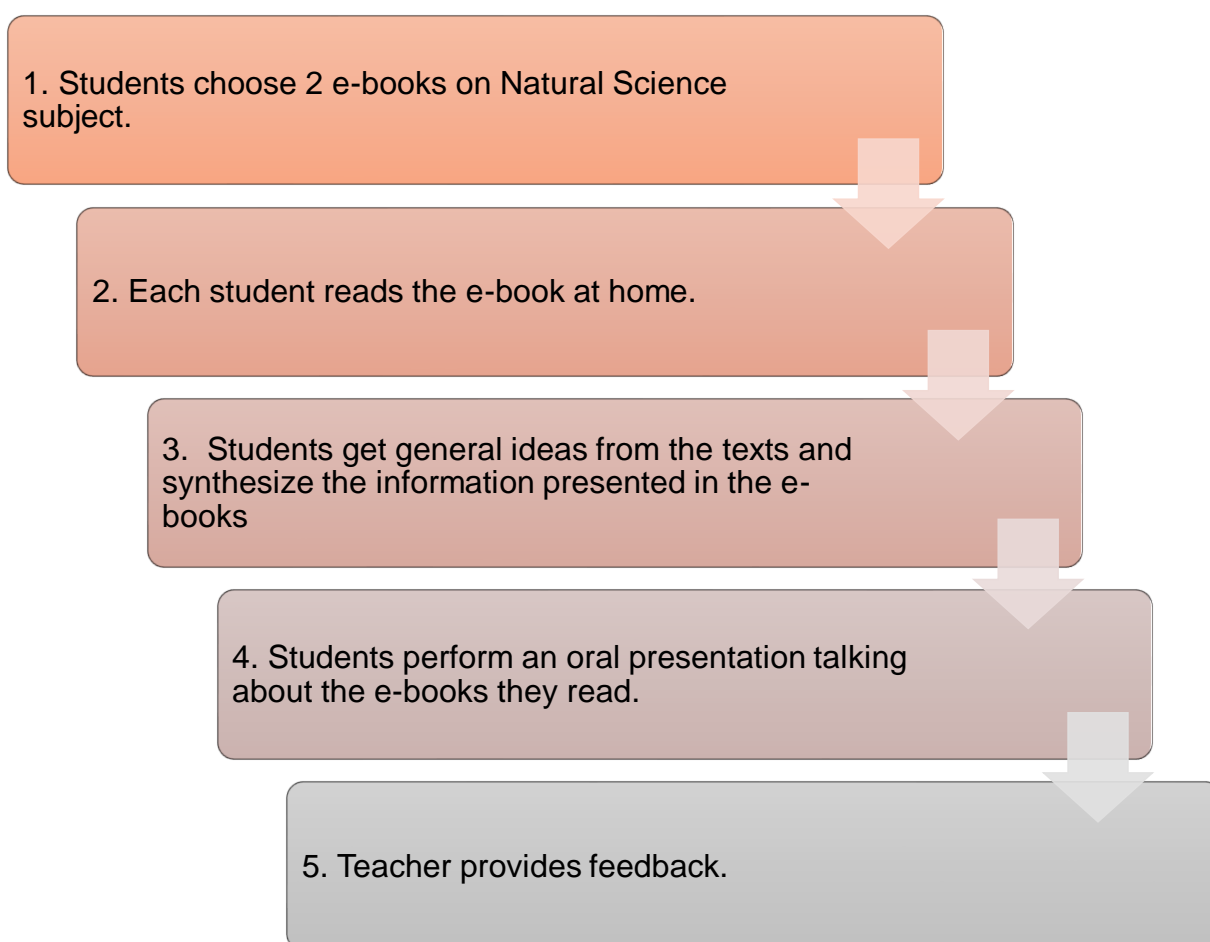 1. Students choose 2 e-books on Natural Science
subject.
2. Each student reads the e-book at home.
3.  Students get general ideas from the texts and
synthesize the information presented in the e-
books
4. Students perform an oral presentation talking
about the e-books they read.
5. Teacher provides feedback.